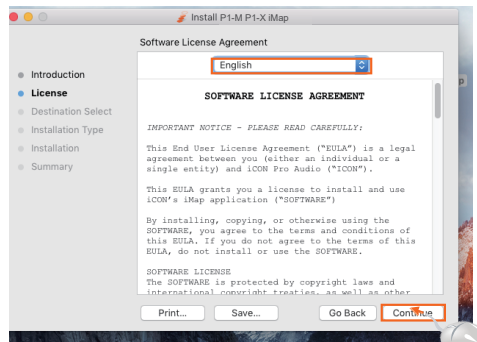 Install P1-M P1-X iMap
Software License Agreement
English
Introduction
License
Destination Select
Installation Type
Installation
Summary
SOFTWARE LICENSE AGREEMENT
IMPORTANT NOTICE - PLEASE READ CAREFULLY:
This End User License Agreement ("EULA") is a legal
agreement between you (either an individual or a
single entity) and iCON Pro Audio ("ICON").
This EULA grants you a license to install and use
iCON's iMap application ("SOFTWARE")
By installing, copying, or otherwise using the
SOFTWARE, you agree to the terms and conditions of
this EULA. If you do not agree to the terms of this
EULA, do not install or use the SOFTWARE.
SOFTWARE LICENSE
The SOFTWARE is protected by copyright laws and
international copyright treaties, as well as other
Print...
Save...
Go Back
Continue
p